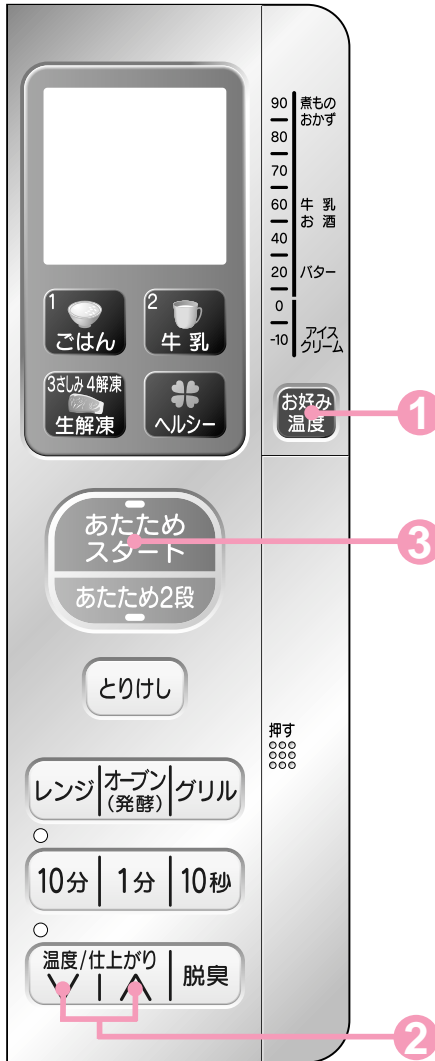 90 煮もの
おかず
80
70
60 牛 乳
お 酒
40
20 バター
0
-10 アイス
クリーム
1
ごはん
2
牛 乳
3さしみ 4解凍
生解凍
ヘルシー
お好み
温度
1
あたため
スタート
3
あたため2段
とりけし
押す
レンジ
オーブン
(発酵)
グリル
10分
1分
10秒
温度/仕上がり
脱臭
2